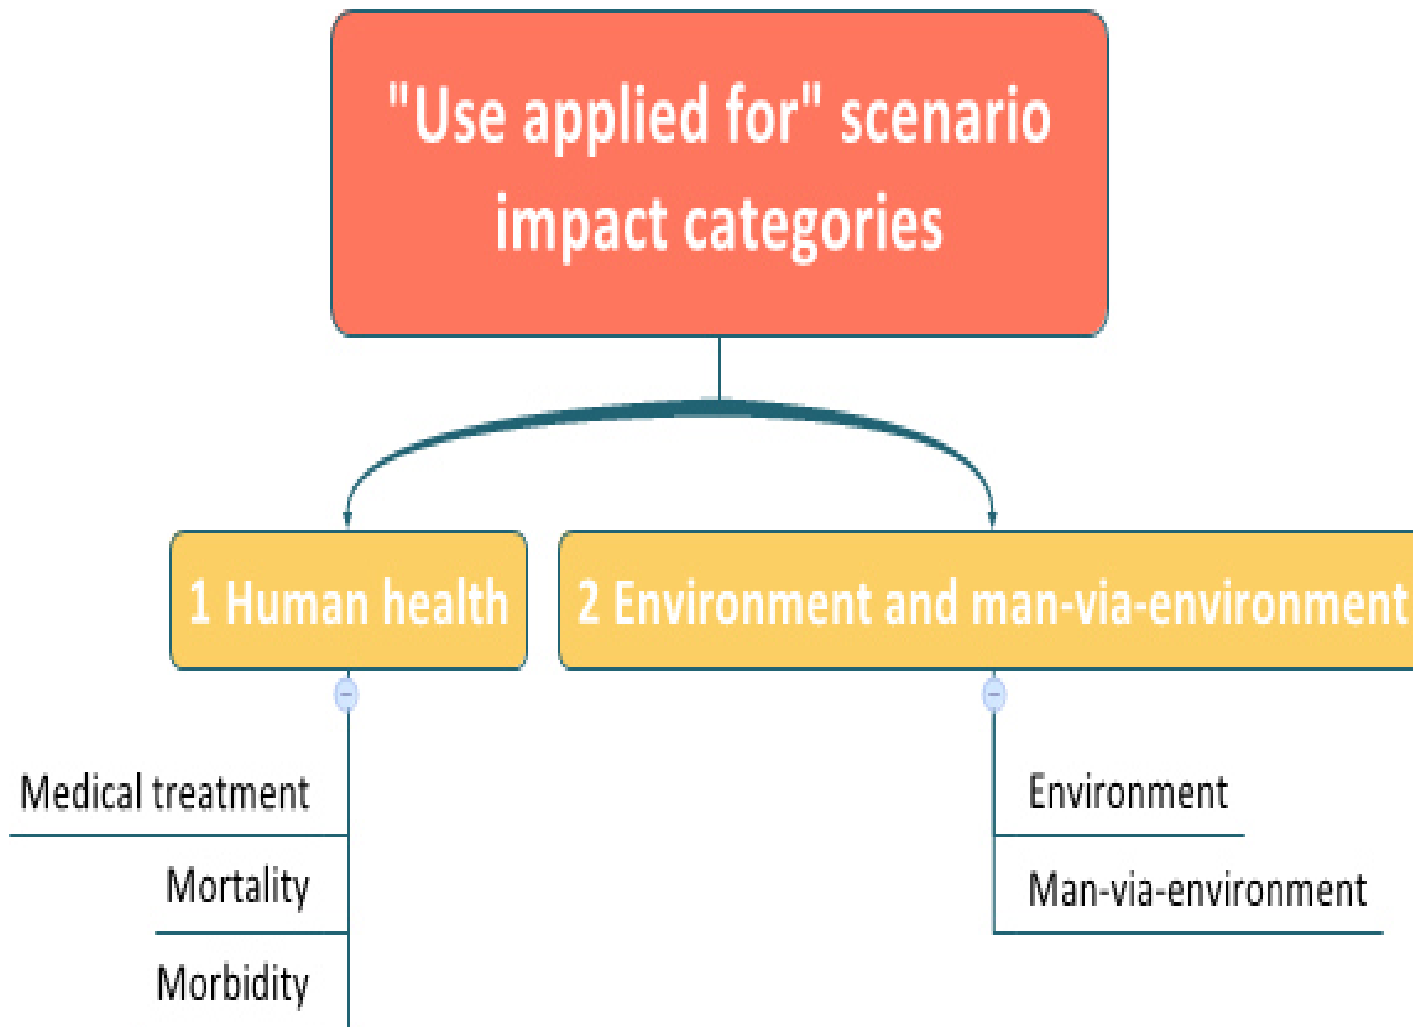 "Use applied for" scenario
impact categories
1 Human health
2 Environment and man-via-environment
Medical treatment
Mortality
Morbidity
Environment
Man-via-environment